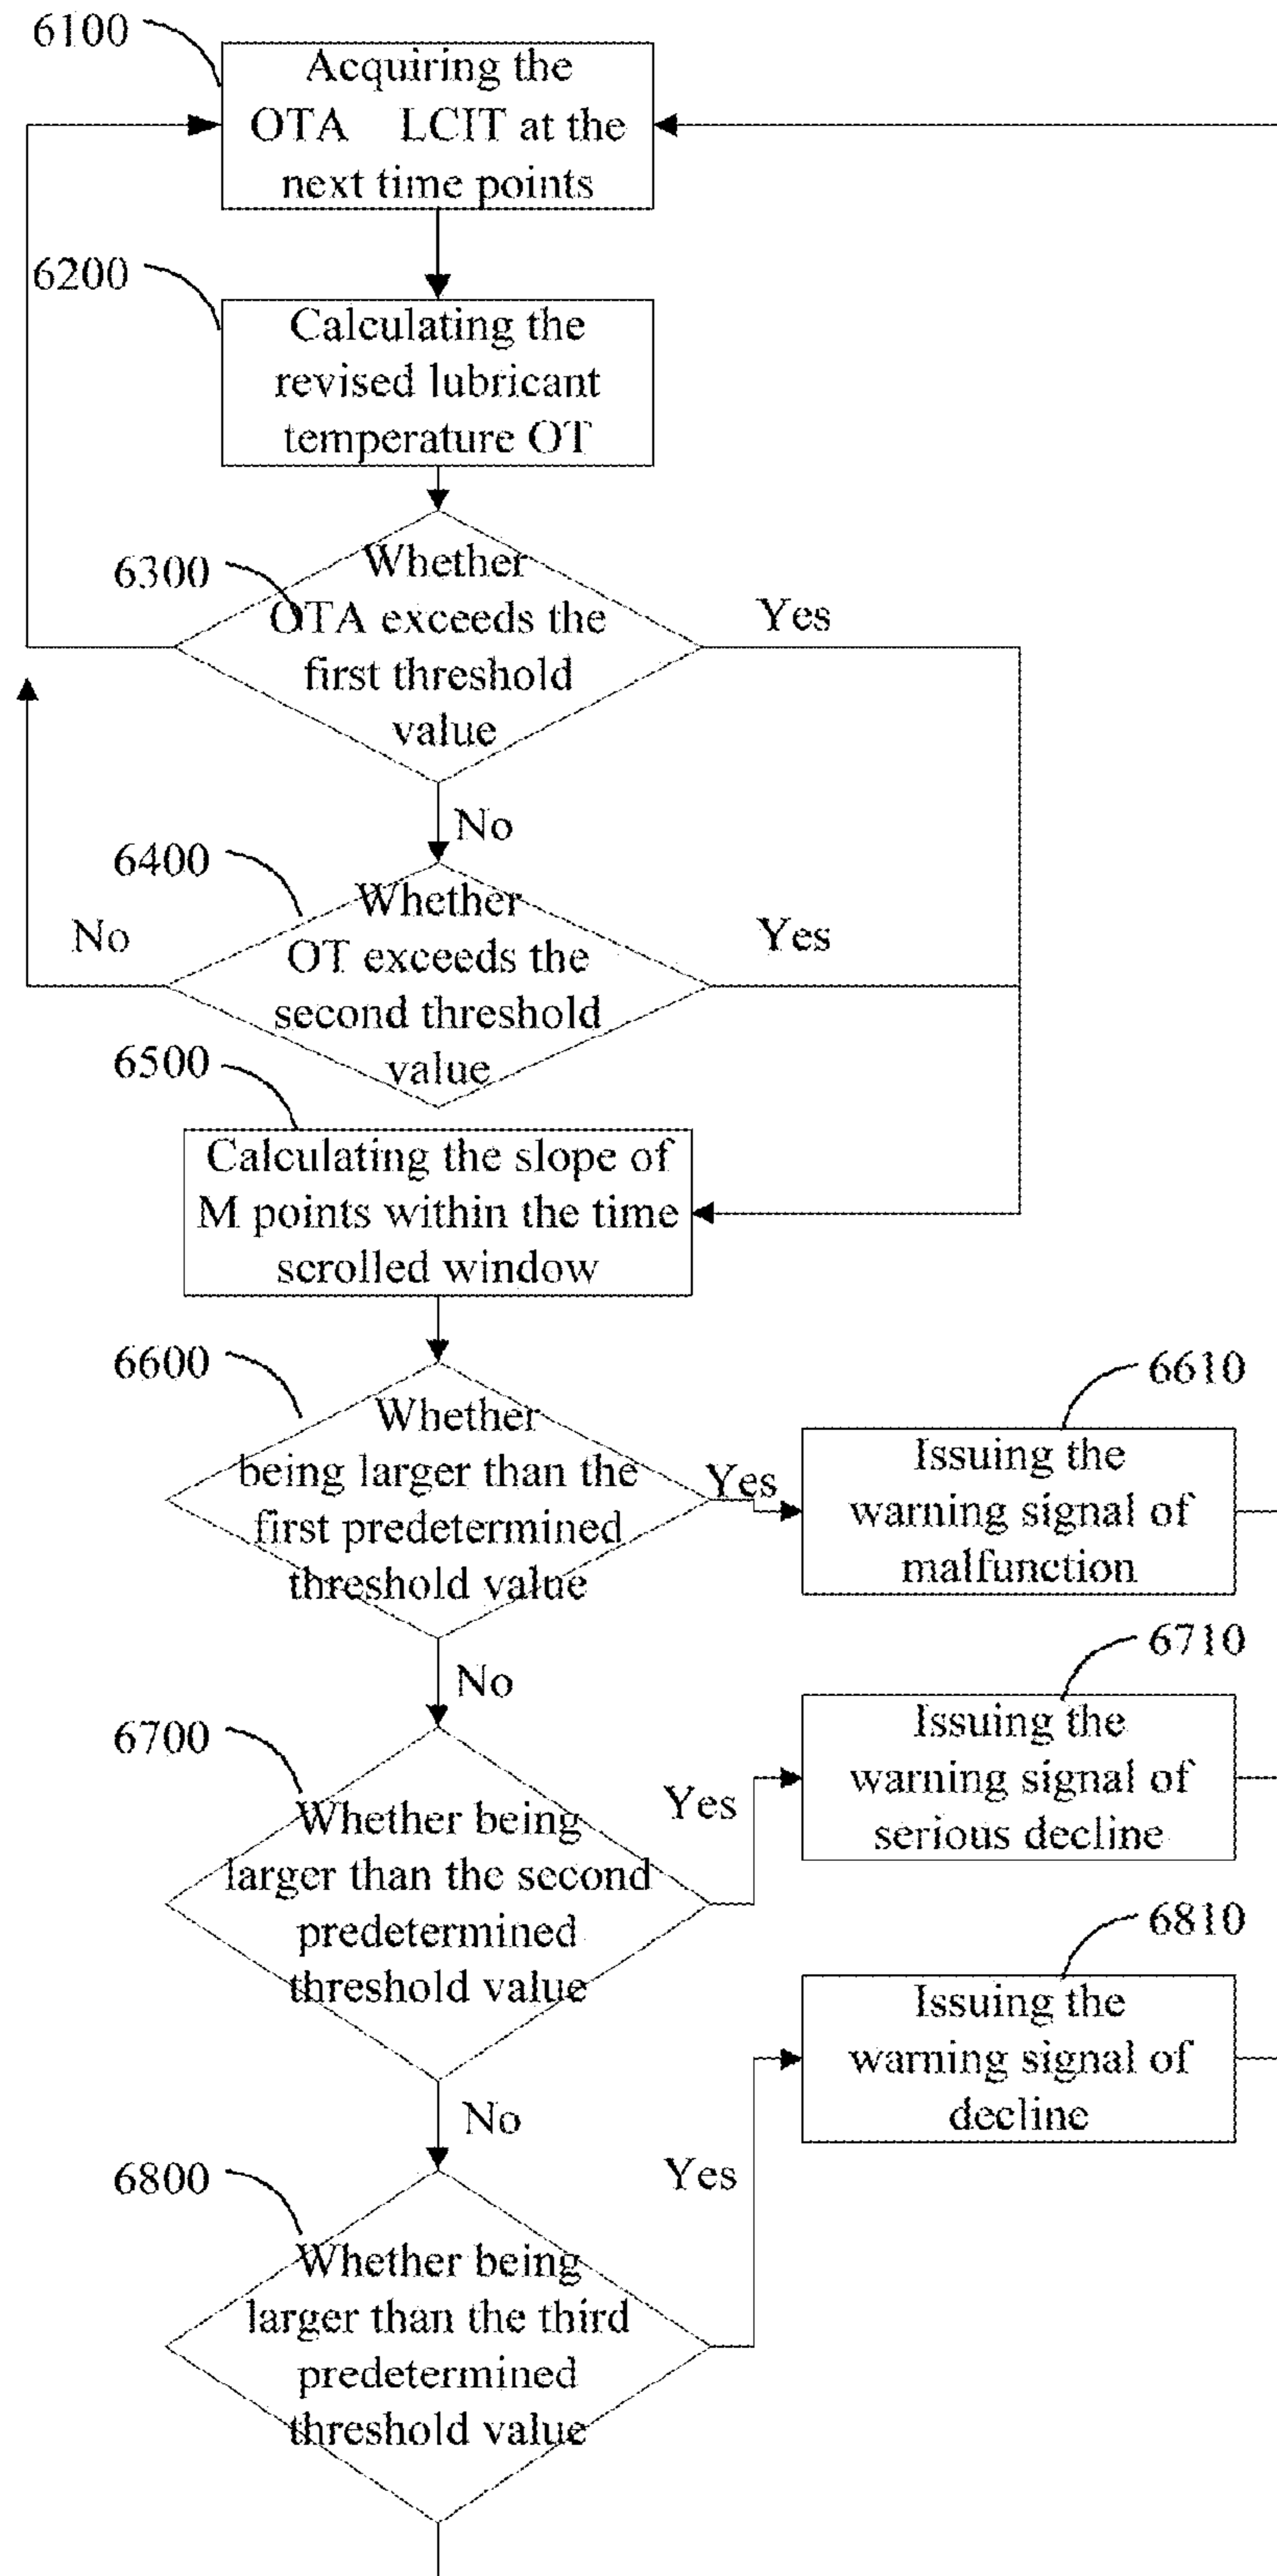 6100
Acquiring the
OTA LCIT at the
next time points
6200
Calculating the
revised lubricant
temperature OT
6300
Whether
OTA exceeds the
first threshold
value
Yes
No
6400
Whether
OT exceeds the
second threshold
value
No
Yes
6500
Calculating the slope of
M points within the time
scrolled window
6600
Whether
being larger than the
first predetermined
threshold value
Yes
6610
Issuing the
warning signal of
malfunction
No
6700
Whether being
larger than the second
predetermined
threshold value
Yes
6710
Issuing the
warning signal of
serious decline
No
6800
Whether being
larger than the third
predetermined
threshold value
Yes
6810
Issuing the
warning signal of
decline